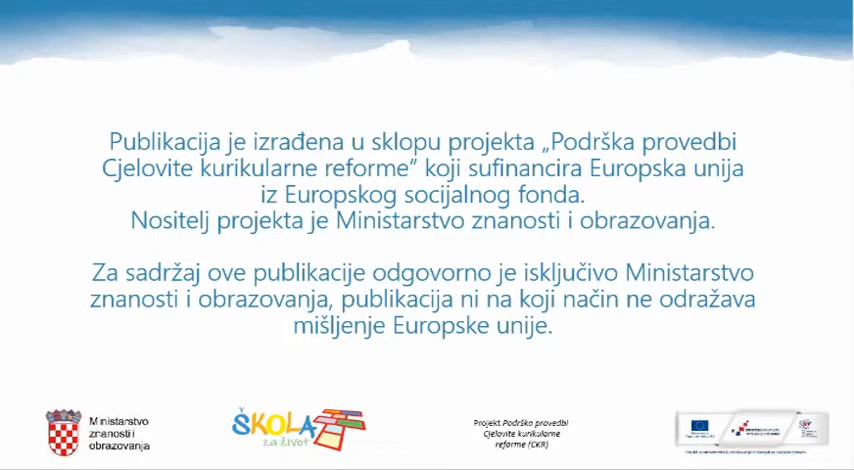 Publikacija je izrađena u sklopu projekta „Podrška provedbi
Cjelovite kurikularne reforme” koji sufinancira Europska unija
iz Europskog socijalnog fonda.
Nositelj projekta je Ministarstvo znanosti i obrazovanja.
Za sadržaj ove publikacije odgovorno je isključivo Ministarstvo
znanosti i obrazovanja, publikacija ni na koji način ne odražava
mišljenje Europske unije.
Ministarstvo
znanosti i
obrazovanja
ŠKOLA
za život
Projekt Podrška provedbi
Cjelovite kurikularne
reforme (CKR)